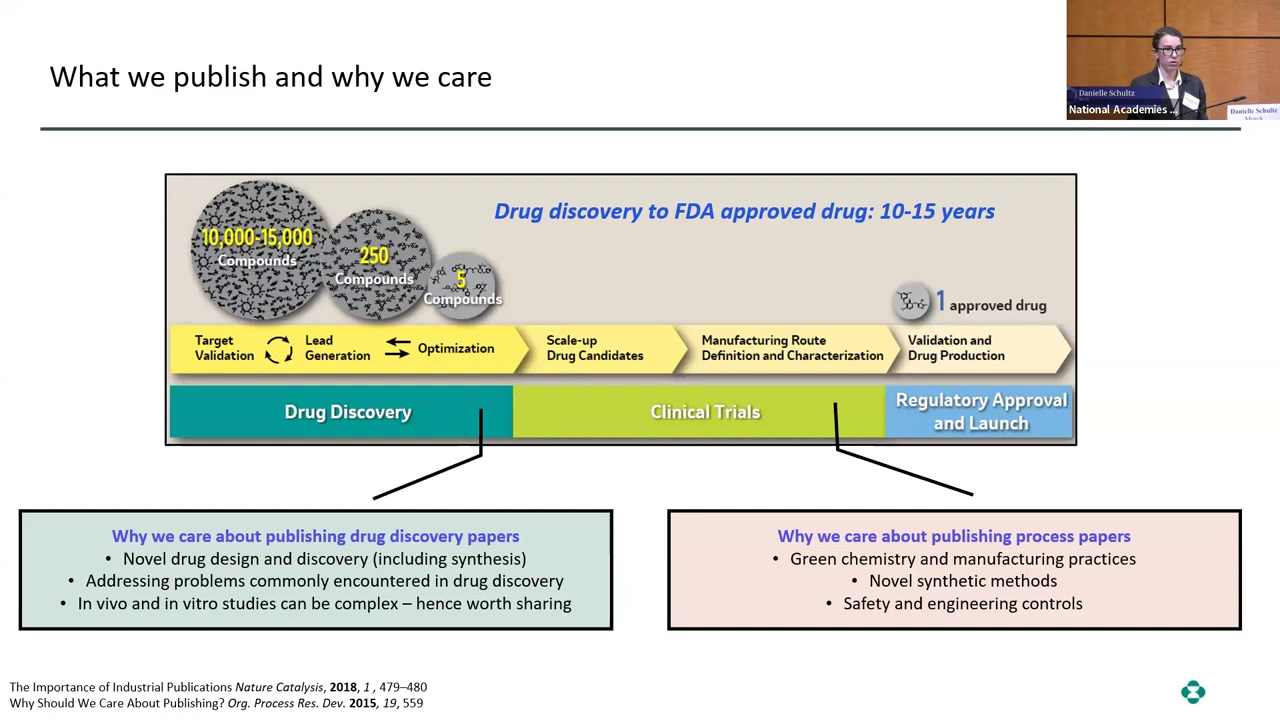 What we publish and why we care
Danielle Schultz
National Academies ...
Danielle Schultz
Merck
Drug discovery to FDA approved drug: 10-15 years
10,000-15,000
Compounds
250
Compounds
5
Compounds
1 approved drug
Target
Validation
Lead
Generation
Optimization
Scale-up
Drug Candidates
Manufacturing Route
Definition and Characterization
Validation and
Drug Production
Drug Discovery
Clinical Trials
Regulatory Approval
and Launch
Why we care about publishing drug discovery papers
• Novel drug design and discovery (including synthesis)
• Addressing problems commonly encountered in drug discovery
• In vivo and in vitro studies can be complex – hence worth sharing
Why we care about publishing process papers
• Green chemistry and manufacturing practices
• Novel synthetic methods
• Safety and engineering controls
The Importance of Industrial Publications Nature Catalysis, 2018, 1 , 479–480
Why Should We Care About Publishing? Org. Process Res. Dev. 2015, 19, 559